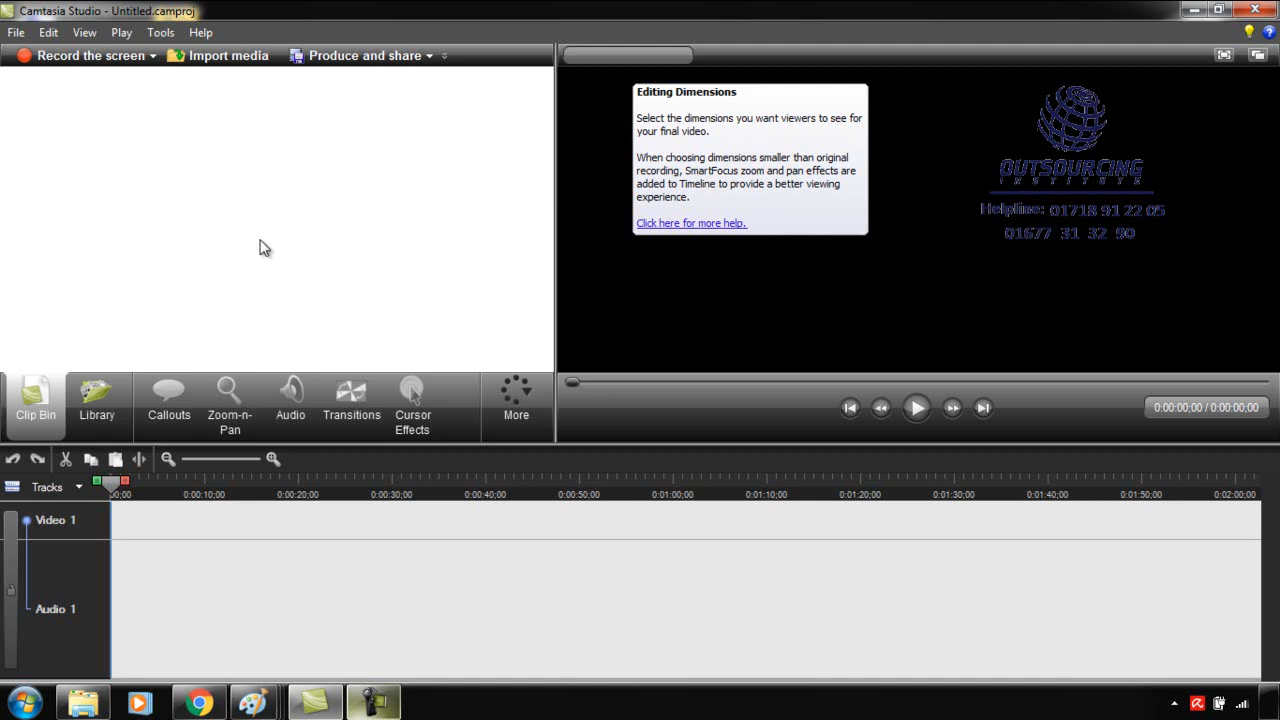 Camtasia Studio - Untitled.camproj
File Edit View Play Tools Help
Record the screen Import media Produce and share
Editing Dimensions
Select the dimensions you want viewers to see for
your final video.
When choosing dimensions smaller than original
recording, SmartFocus zoom and pan effects are
added to Timeline to provide a better viewing
experience.
Click here for more help.
OUTSOURCING
INSTITUTE
Helpline: 01718 91 22 05
01677 31 32 90
Clip Bin Library Callouts Zoom-n-
Pan Audio Transitions Cursor
Effects More
0:00:00;00 / 0:00:00;00
Tracks 00;00 0:00:10;00 0:00:20;00 0:00:30;00 0:00:40;00 0:00:50;00 0:01:00;00 0:01:10;00 0:01:20;00 0:01:30;00 0:01:40;00 0:01:50;00 0:02:00;00
Video 1
Audio 1